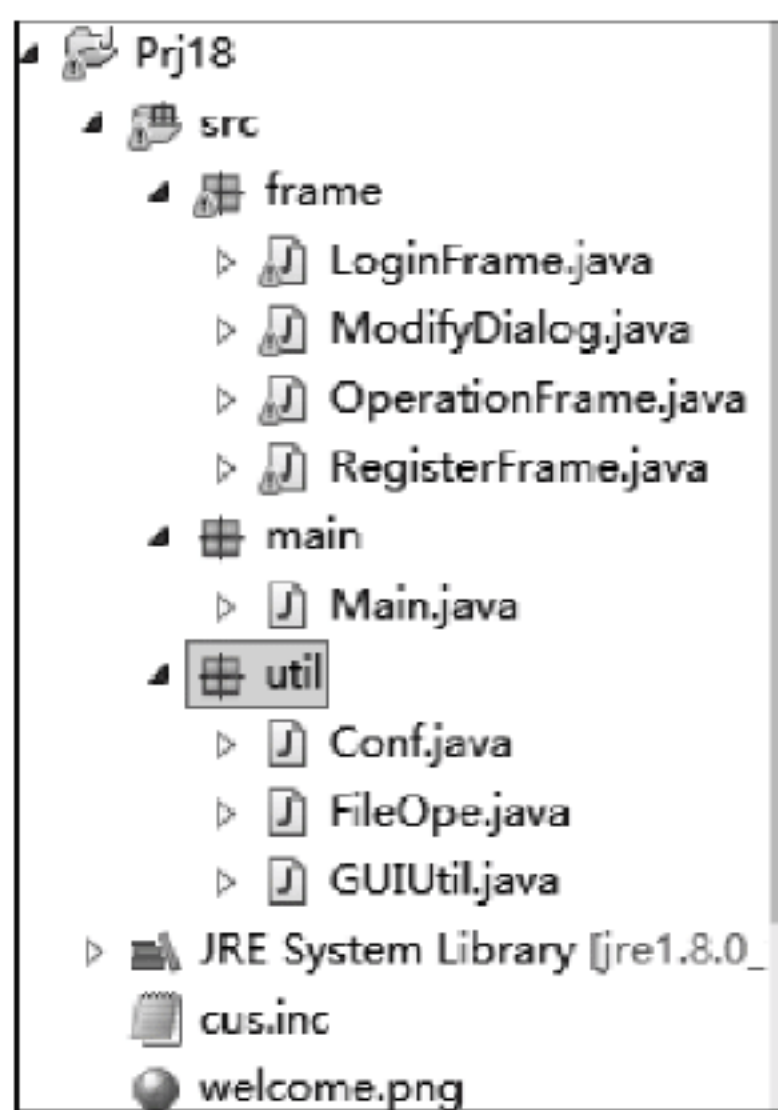 Prj18
src
frame
LoginFrame.java
ModifyDialog.java
OperationFrame.java
RegisterFrame.java
main
Main.java
util
Conf.java
FileOpe.java
GUIUtil.java
JRE System Library [jre1.8.0_
cus.inc
welcome.png